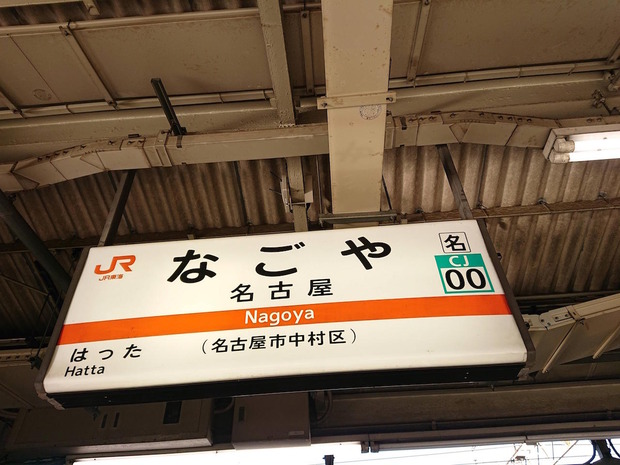 JR
JR東海
なごや
名古屋
Nagoya
(名古屋市中村区)
はった
Hatta
名
CJ
00